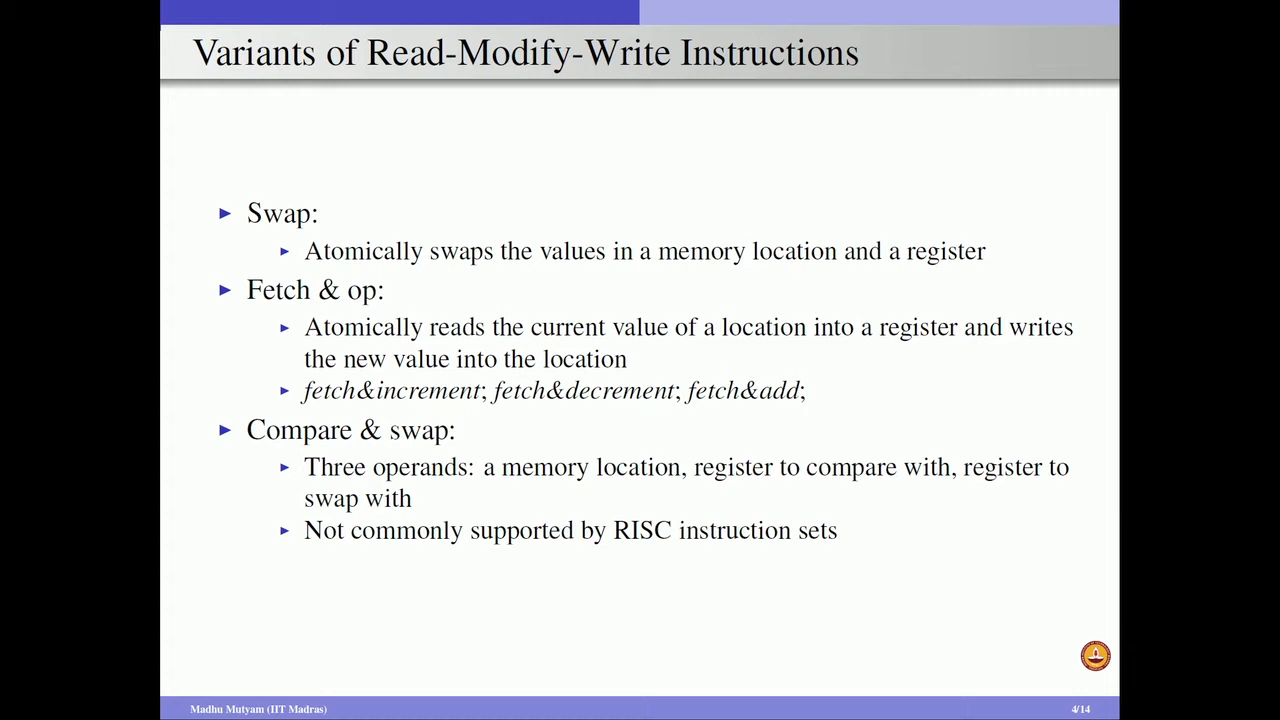 Variants of Read-Modify-Write Instructions
Swap:
Atomically swaps the values in a memory location and a register
Fetch & op:
Atomically reads the current value of a location into a register and writes
the new value into the location
fetch&increment; fetch&decrement; fetch&add;
Compare & swap:
Three operands: a memory location, register to compare with, register to
swap with
Not commonly supported by RISC instruction sets
Madhu Mutyam (IIT Madras)
4/14